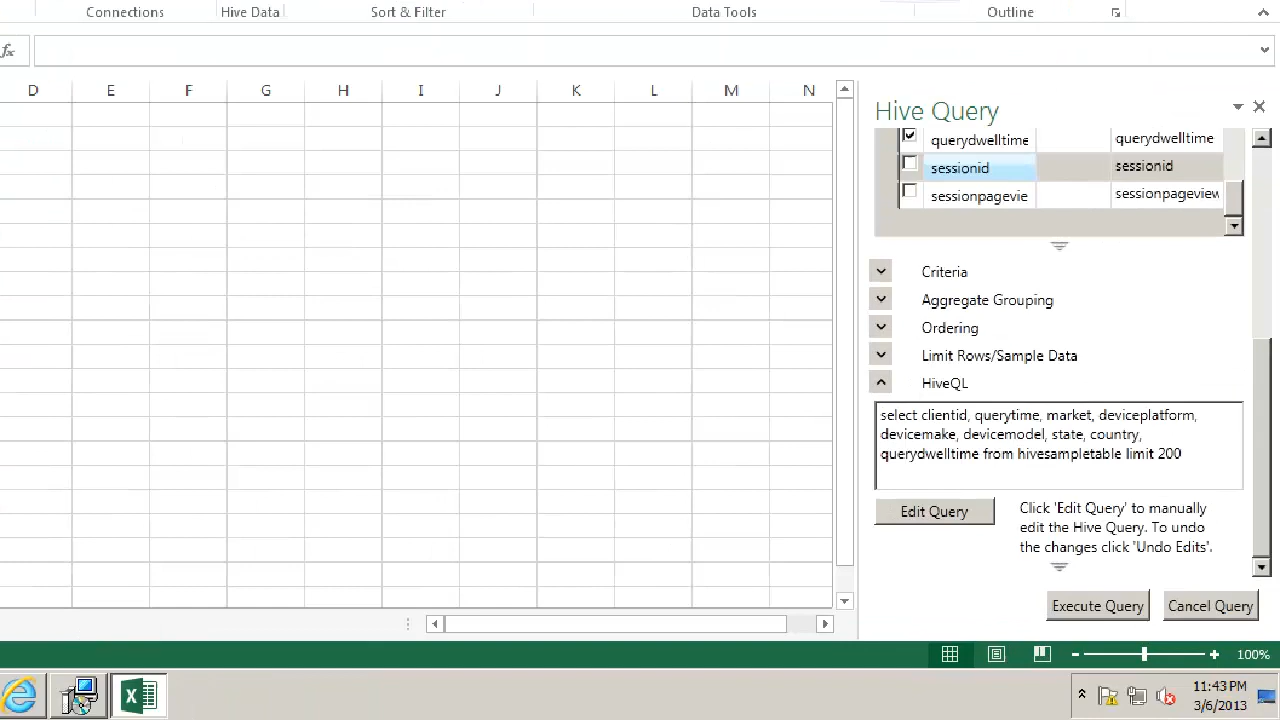 Connections Hive Data Sort & Filter Data Tools Outline
fx
D E F G H I J K L M N
Hive Query
querydwelltime querydwelltime
sessionid sessionid
sessionpagevie sessionpageview
Criteria
Aggregate Grouping
Ordering
Limit Rows/Sample Data
HiveQL
select clientid, querytime, market, deviceplatform,
devicemake, devicemodel, state, country,
querydwelltime from hivesampletable limit 200
Edit Query
Click 'Edit Query' to manually
edit the Hive Query. To undo
the changes click 'Undo Edits'.
Execute Query Cancel Query
100%
11:43 PM
3/6/2013